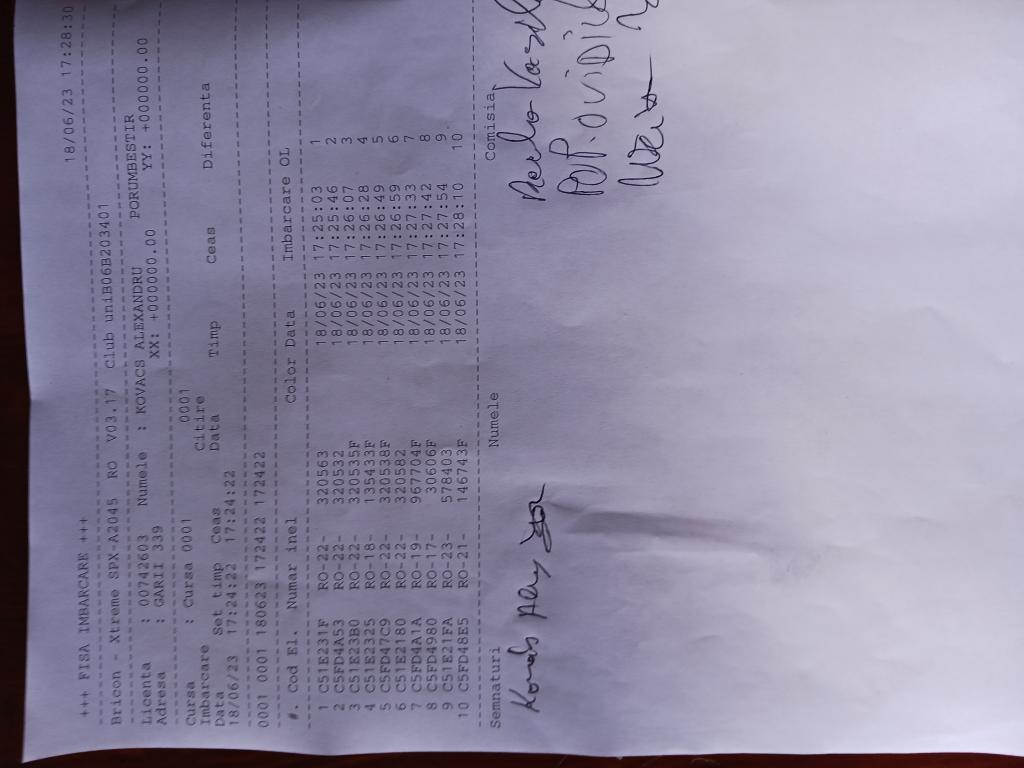 18/06/23 17:28:30
+++ FISA IMBARCARE +++
Bricon - Xtreme SPX-A2045 RO V03.17 Club uniB06B203401
Licenta : 00742603 Numele : KOVACS ALEXANDRU PORUMBESTIR
Adresa : GARII 339 XX: +000000.00 YY: +0000000.00
Cursa : Cursa 0001 0001
Imbarcare Citire
Data Set timp Ceas Data Timp Ceas Diferenta
18/06/23 17:24:22 17:24:22
0001 0001 180623 172422 172422
#. Cod El. Numar inel Color Data Imbarcare OL
1 C51E231F RO-22- 320563 18/06/23 17:25:03 1
2 C5FD4A53 RO-22- 320532 18/06/23 17:25:46 2
3 C51E23B0 RO-22- 320535F 18/06/23 17:26:07 3
4 C51E2325 RO-18- 135433F 18/06/23 17:26:28 4
5 C5FD47C9 RO-22- 320538F 18/06/23 17:26:49 5
6 C51E2180 RO-22- 320582 18/06/23 17:26:59 6
7 C5FD4A1A RO-19- 967704F 18/06/23 17:27:33 7
8 C5FD4980 RO-17- 30606F 18/06/23 17:27:42 8
9 C51E21FA RO-23- 578403 18/06/23 17:27:54 9
10 C5FD48E5 RO-21- 146743F 18/06/23 17:28:10 10
Semnaturi Numele Comisia
POP.OVIDIU